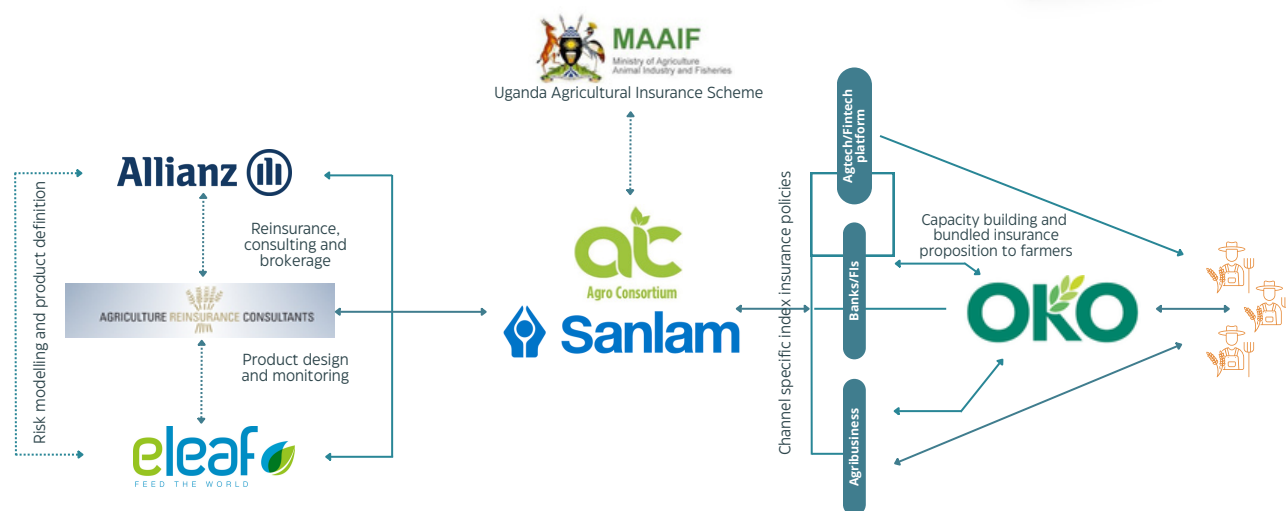 MAAIF
Ministry of Agriculture
Animal Industry and Fisheries
Uganda Agricultural Insurance Scheme
Allianz
Risk modelling and product definition
Reinsurance,
consulting and
brokerage
AGRICULTURE REINSURANCE CONSULTANTS
Product design
and monitoring
eleaf
FEED THE WORLD
aic
Agro Consortium
Sanlam
Channel specific index insurance policies
Agtech/Fintech
platform
Banks/FIs
Agribusiness
Capacity building and
bundled insurance
proposition to farmers
OKO